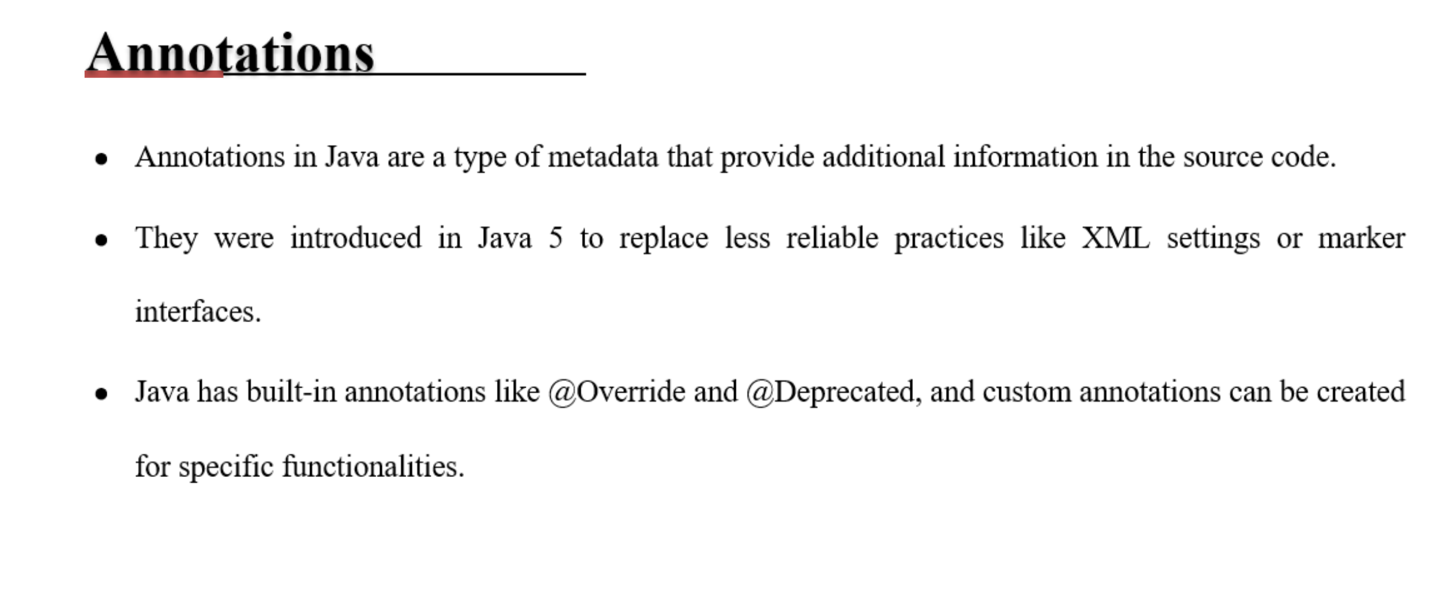 Annotations
• Annotations in Java are a type of metadata that provide additional information in the source code.
• They were introduced in Java 5 to replace less reliable practices like XML settings or marker
interfaces.
• Java has built-in annotations like @Override and @Deprecated, and custom annotations can be created
for specific functionalities.